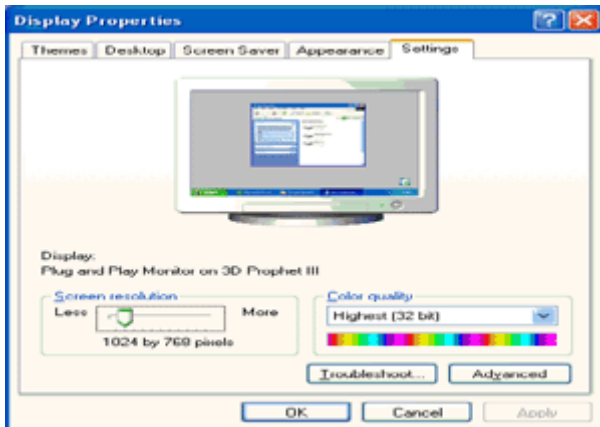 Display Properties
Themes Desktop Screen Saver Appearance Settings
Display:
Plug and Play Monitor on 3D Prophet III
Screen resolution
Less More
1024 by 768 pixels
Color quality
Highest (32 bit)
Troubleshoot... Advanced
OK Cancel Apply